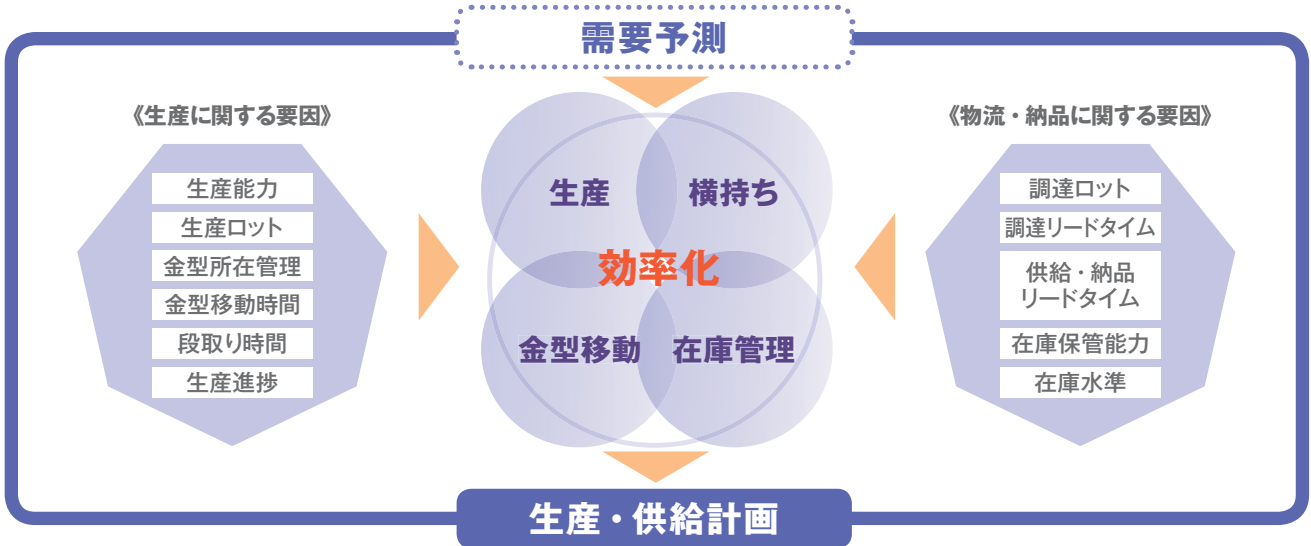 需要予測
《生産に関する要因》
生産能力
生産ロット
金型所在管理
金型移動時間
段取り時間
生産進捗
生産
横持ち
効率化
金型移動
在庫管理
《物流・納品に関する要因》
調達ロット
調達リードタイム
供給・納品
リードタイム
在庫保管能力
在庫水準
生産・供給計画